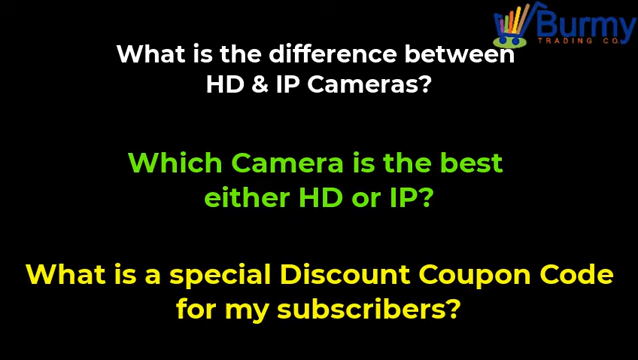 Burmy
TRADING CO
What is the difference between
HD & IP Cameras?
Which Camera is the best
either HD or IP?
What is a special Discount Coupon Code
for my subscribers?